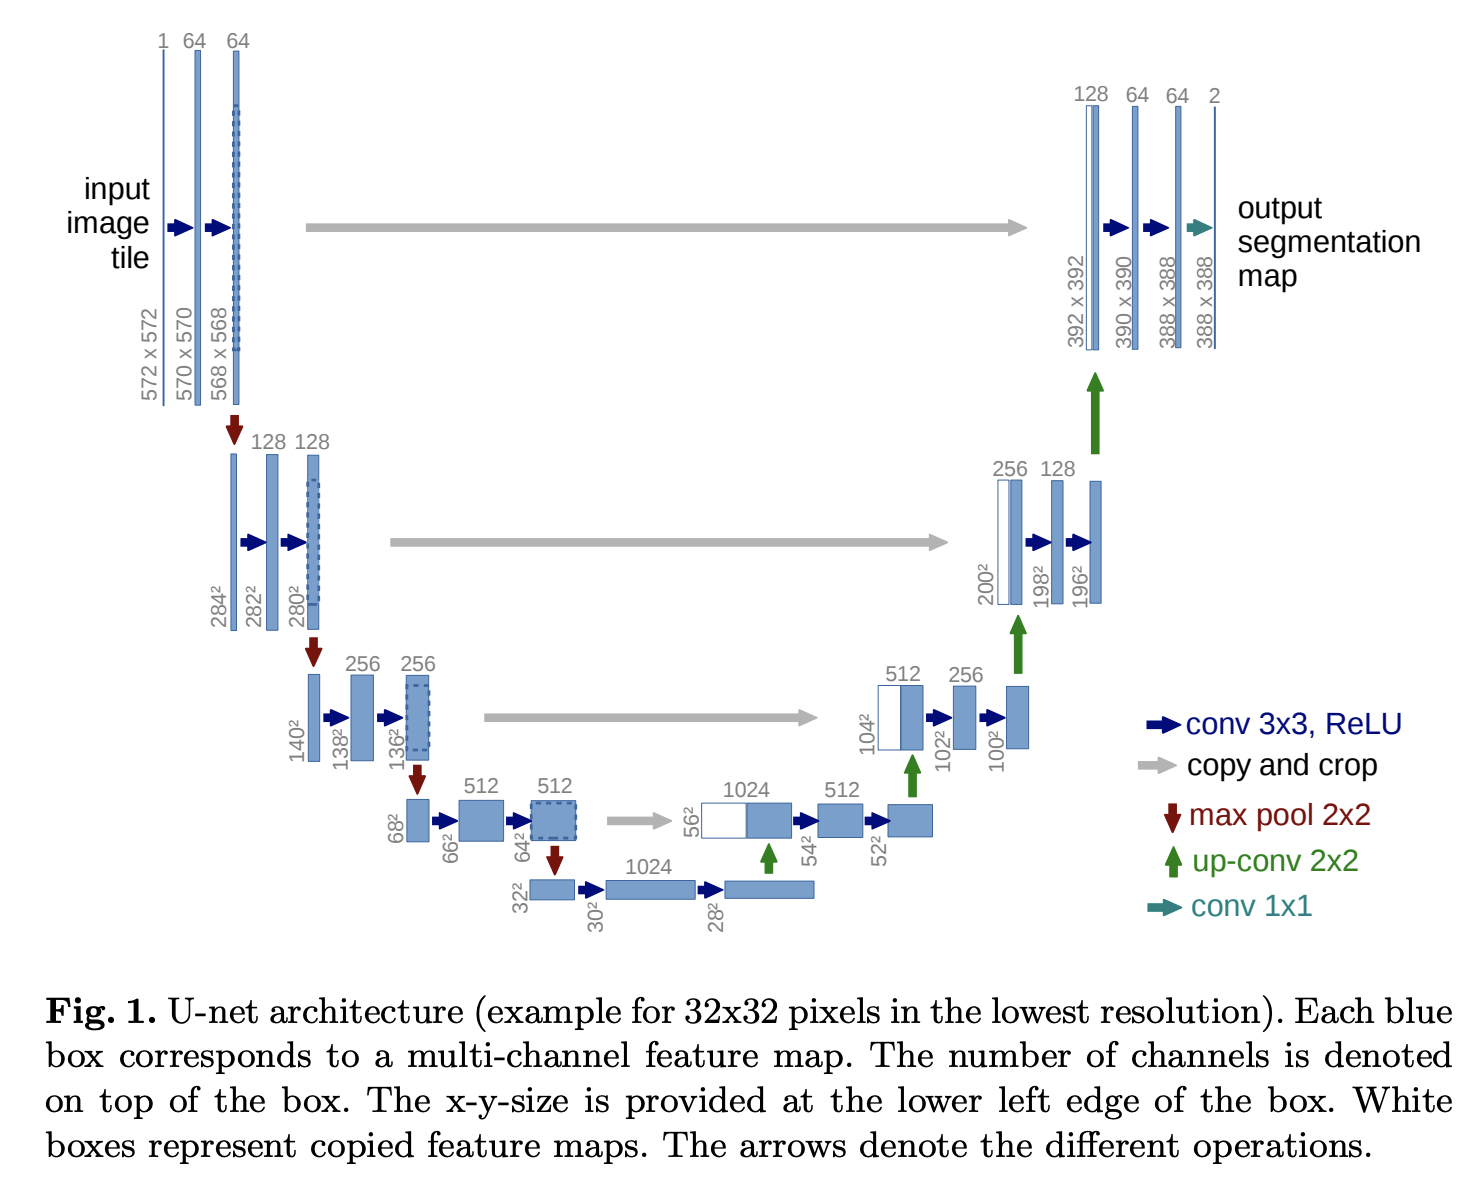 1 64 64
input
image
tile
572 x 572
570 x 570
568 x 568
128 64 64 2
output
segmentation
map
392 x 392
390 x 390
388 x 388
388 x 388
128 128
284²
282²
280²
256 128
200²
198²
196²
256 256
140²
138²
136²
512 256
104²
102²
100²
512 512
68²
66²
64²
1024 512
56²
54²
52²
1024
32²
30²
28²
conv 3x3, ReLU
copy and crop
max pool 2x2
up-conv 2x2
conv 1x1
Fig. 1. U-net architecture (example for 32x32 pixels in the lowest resolution). Each blue
box corresponds to a multi-channel feature map. The number of channels is denoted
on top of the box. The x-y-size is provided at the lower left edge of the box. White
boxes represent copied feature maps. The arrows denote the different operations.